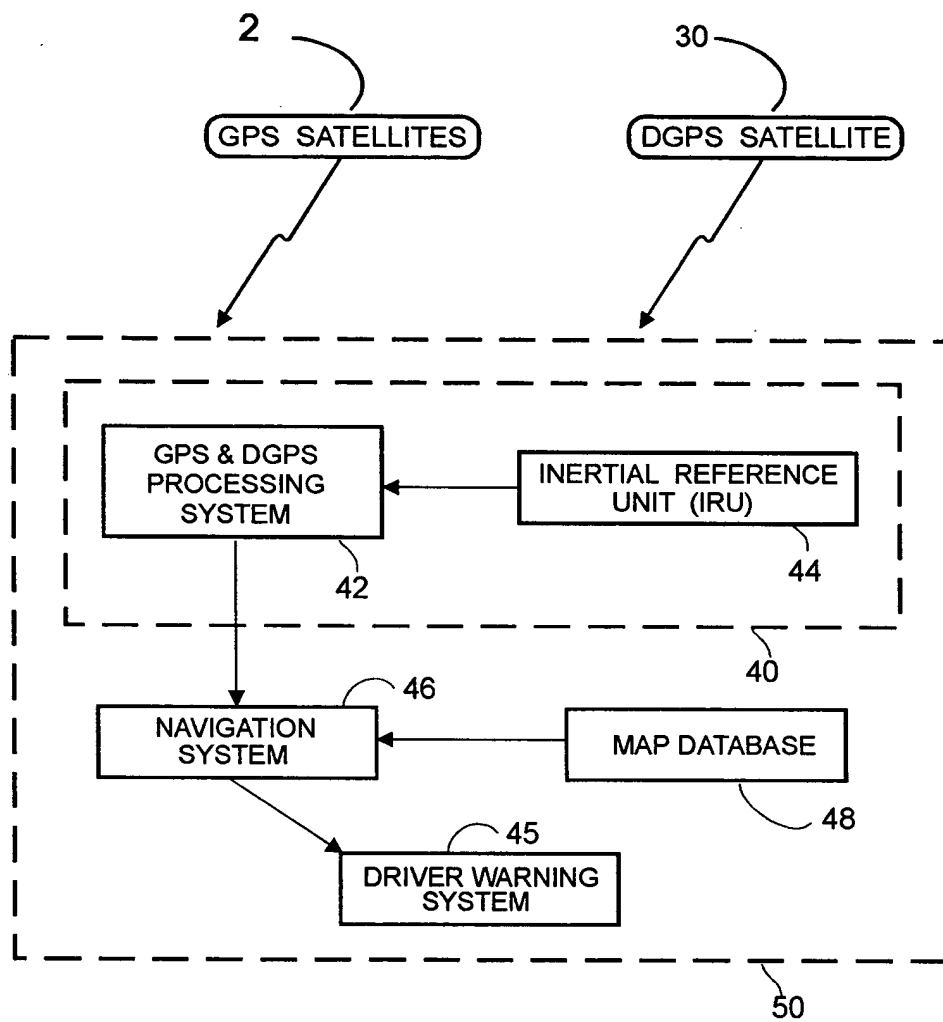 2
30
GPS SATELLITES
DGPS SATELLITE
GPS & DGPS
PROCESSING
SYSTEM
INERTIAL REFERENCE
UNIT (IRU)
42
44
40
46
NAVIGATION
SYSTEM
MAP DATABASE
48
45
DRIVER WARNING
SYSTEM
50